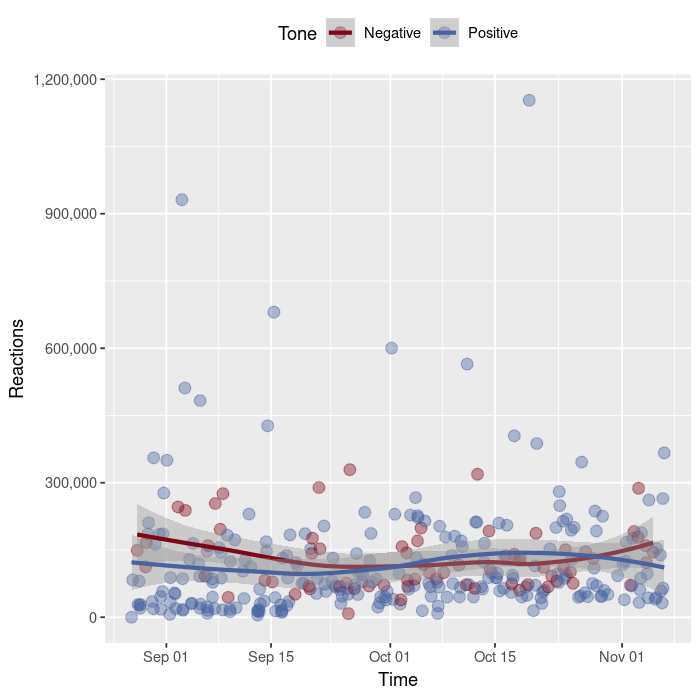 Tone Negative Positive
1,200,000
900,000
600,000
300,000
0
Reactions
Sep 01 Sep 15 Oct 01 Oct 15 Nov 01
Time